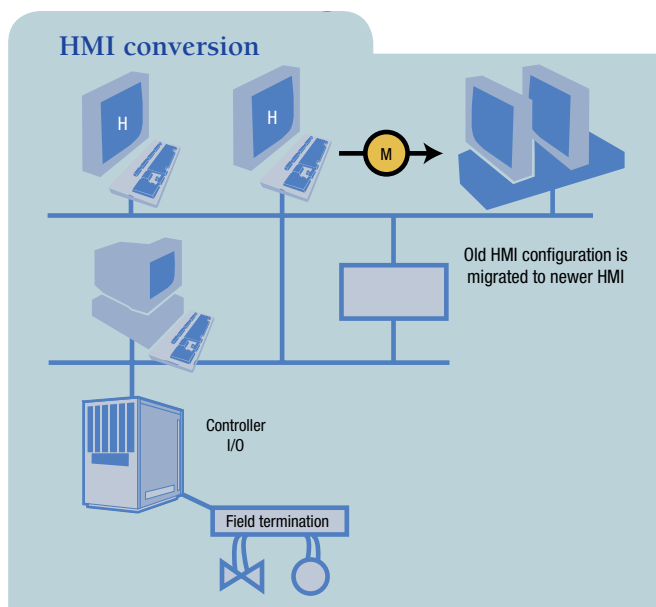 HMI conversion
H
H
M
Old HMI configuration is
migrated to newer HMI
Controller
I/O
Field termination